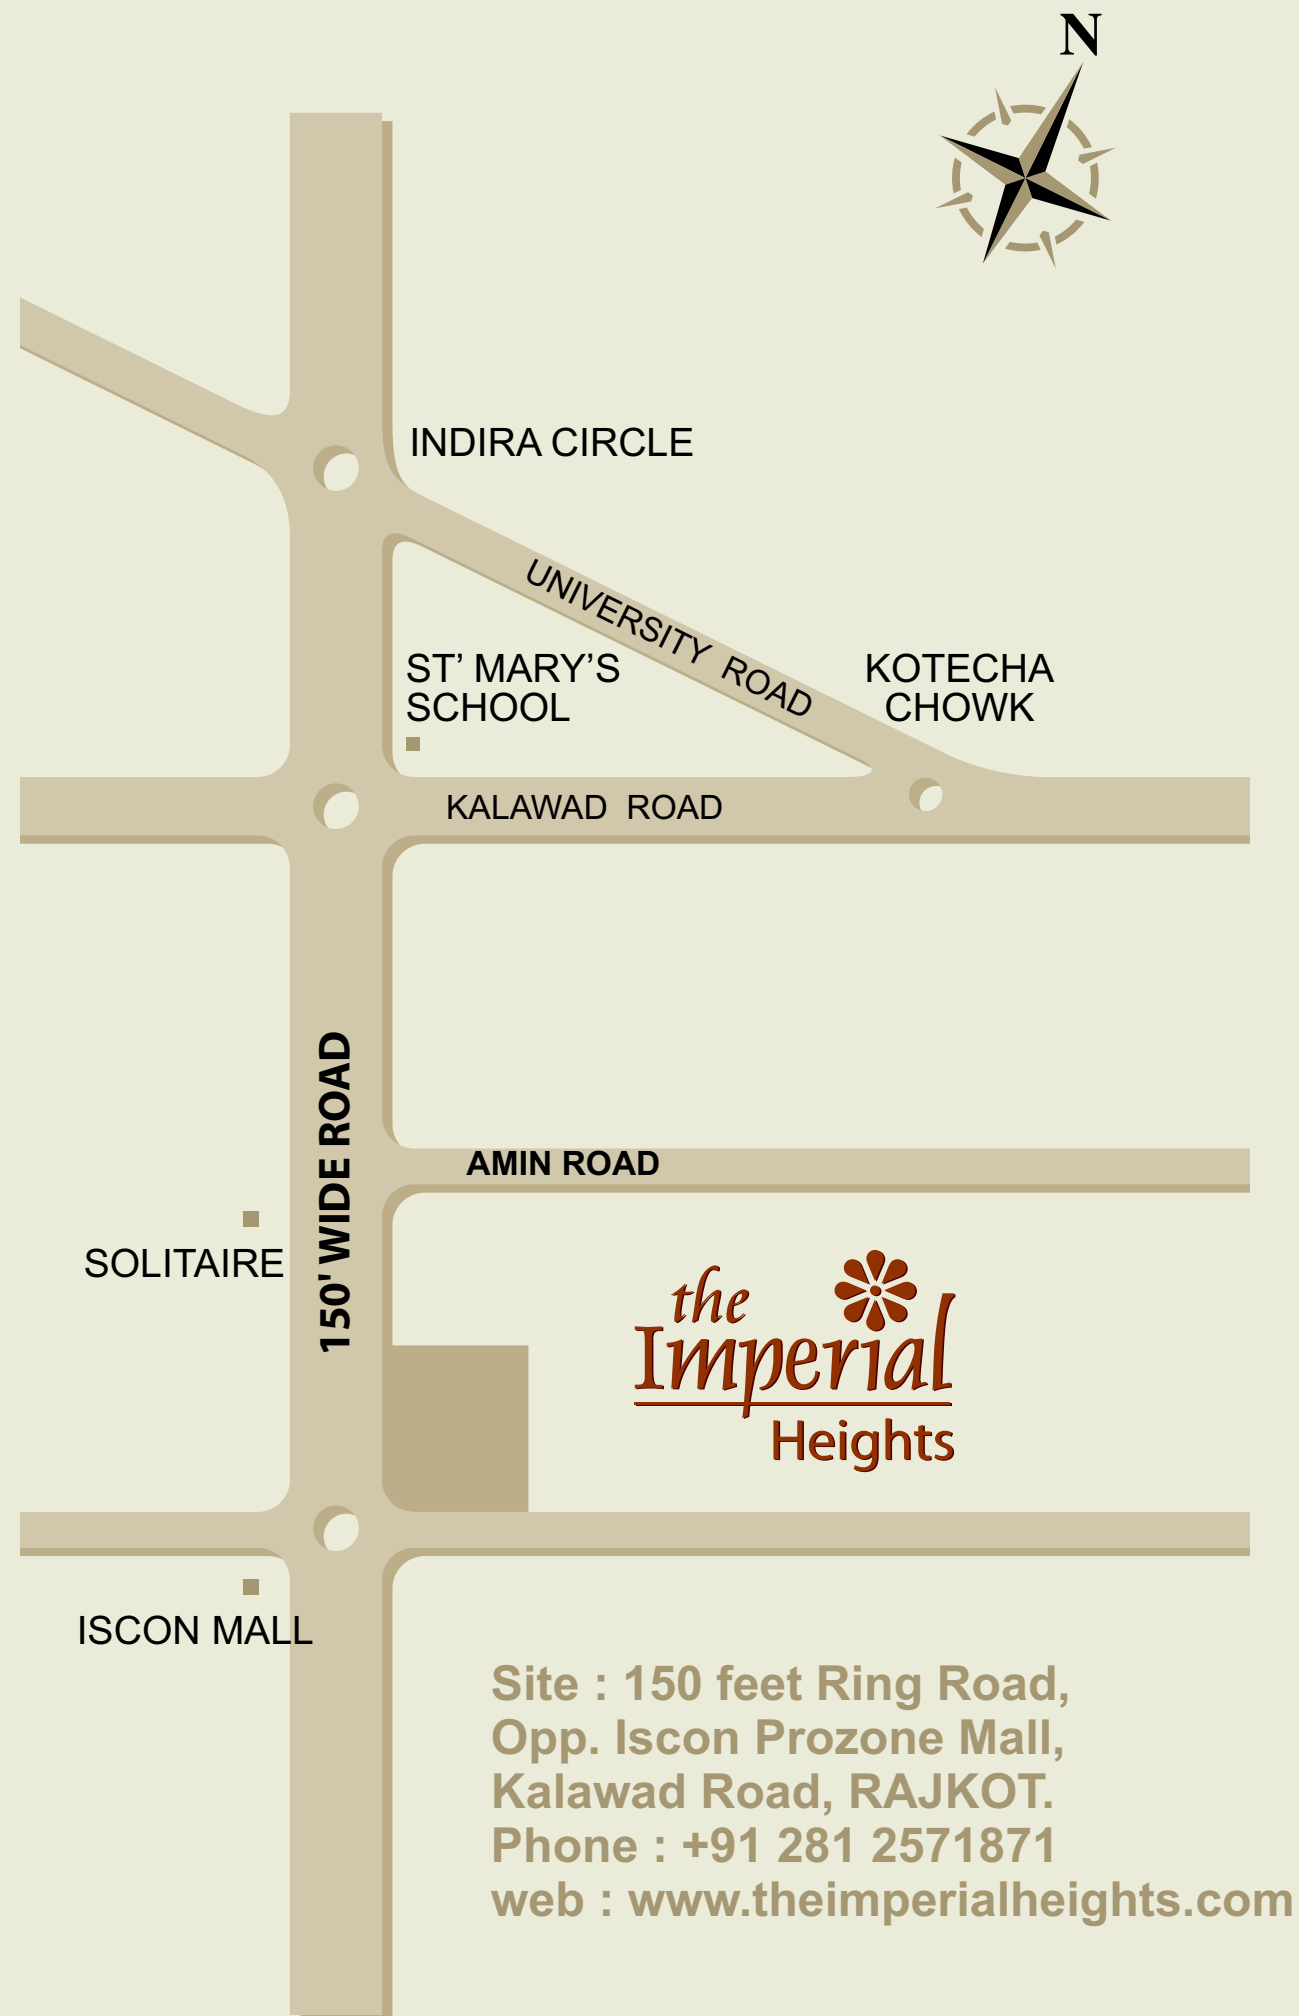 N
INDIRA CIRCLE
UNIVERSITY ROAD
ST’ MARY’S
SCHOOL
KOTECHA
CHOWK
KALAWAD ROAD
150' WIDE ROAD
AMIN ROAD
SOLITAIRE
the
Imperial
Heights
ISCON MALL
Site : 150 feet Ring Road,
Opp. Iscon Prozone Mall,
Kalawad Road, RAJKOT.
Phone : +91 281 2571871
web : www.theimperialheights.com